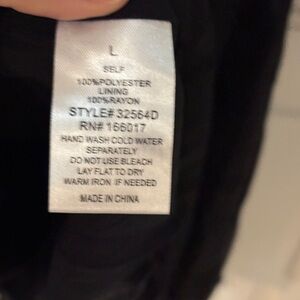 L
SELF
100%POLYESTER
LINING
100%RAYON
STYLE# 32564D
RN# 166017
HAND WASH COLD WATER
SEPARATELY
DO NOT USE BLEACH
LAY FLAT TO DRY
WARM IRON IF NEEDED
MADE IN CHINA